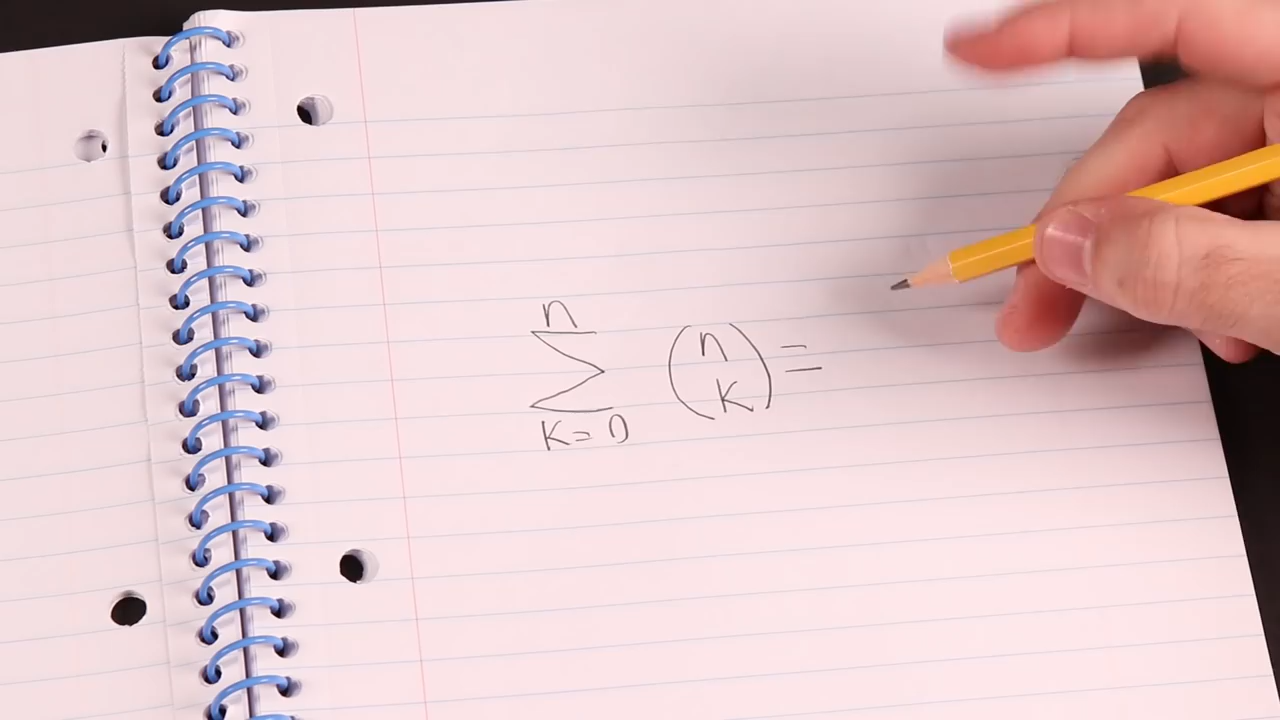 n
∑ (n K) =
K = 0